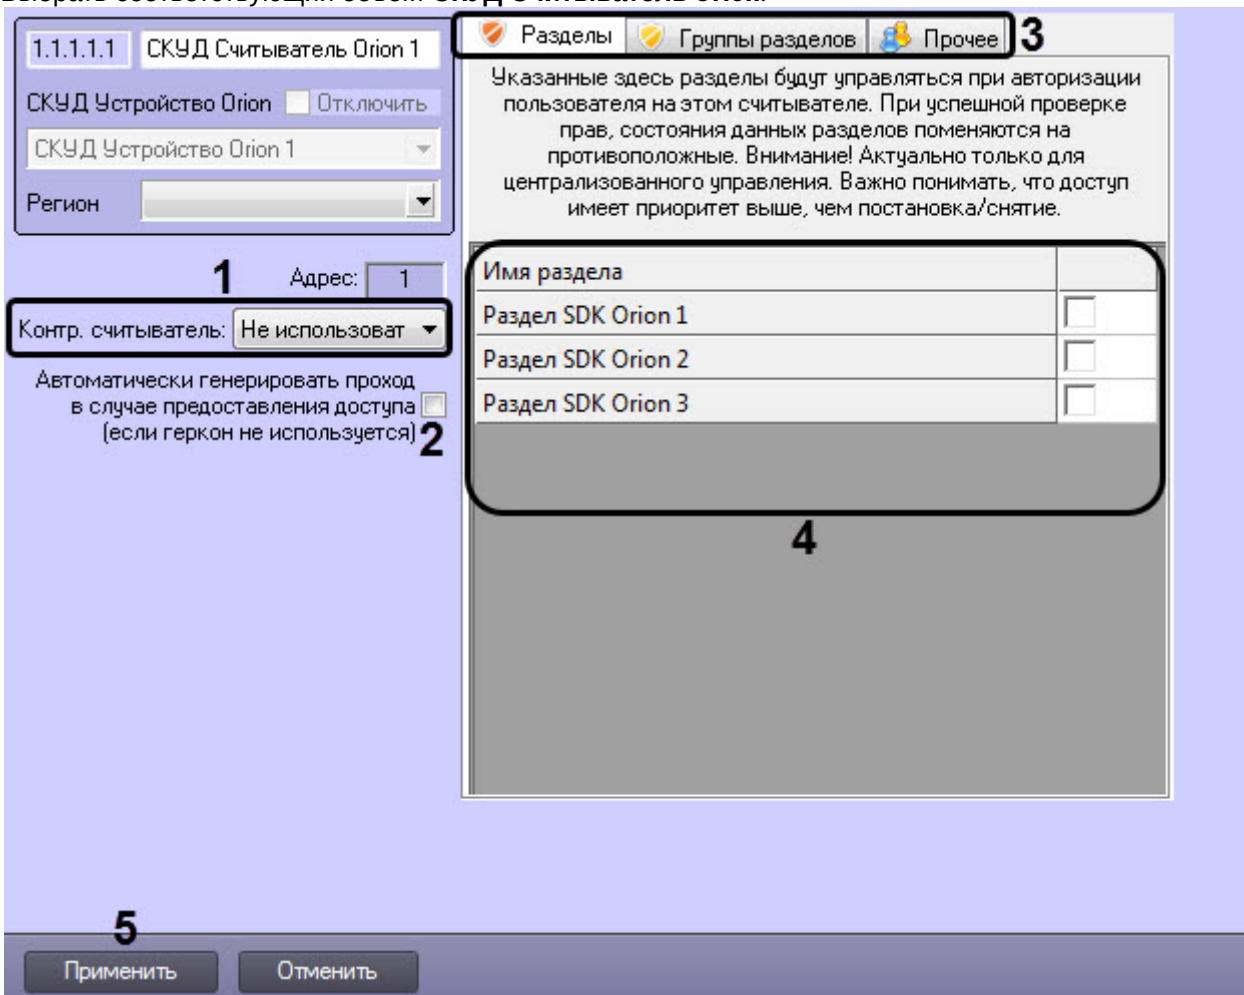 1.1.1.1.1 СКУД Считыватель Orion 1
СКУД Устройство Orion Отключить
СКУД Устройство Orion 1
Регион
1
Адрес: 1
Контр. считыватель: Не использоват
Автоматически генерировать проход
в случае предоставления доступа
(если геркон не используется) 2
Разделы Группы разделов Прочее 3
Указанные здесь разделы будут управляться при авторизации
пользователя на этом считывателе. При успешной проверке
прав, состояния данных разделов поменяются на
противоположные. Внимание! Актуально только для
централизованного управления. Важно понимать, что доступ
имеет приоритет выше, чем постановка/снятие.
Имя раздела
Раздел SDK Orion 1
Раздел SDK Orion 2
Раздел SDK Orion 3
4
5
Применить Отменить